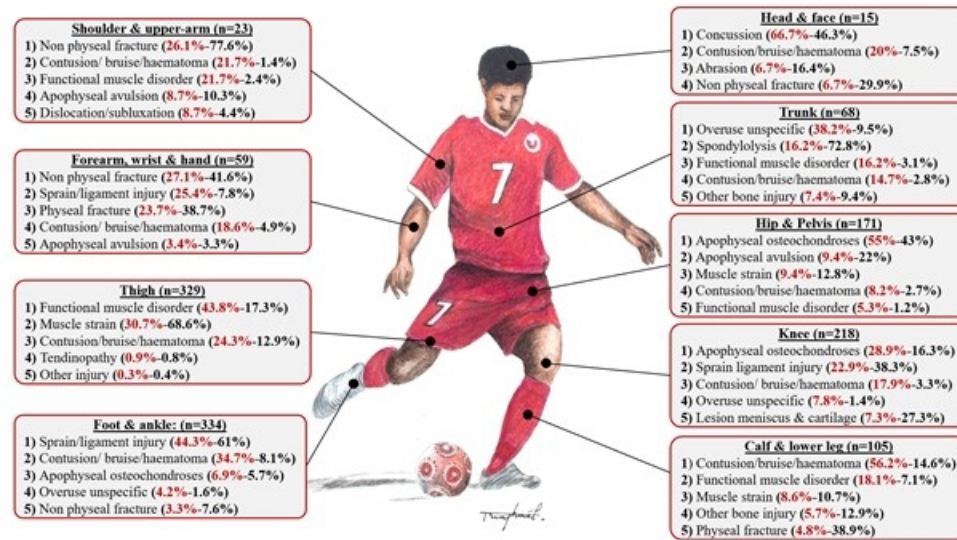 Shoulder & upper-arm (n=23)
1) Non physeal fracture (26.1%-77.6%)
2) Contusion/ bruise/haematoma (21.7%-1.4%)
3) Functional muscle disorder (21.7%-2.4%)
4) Apophyseal avulsion (8.7%-10.3%)
5) Dislocation/subluxation (8.7%-4.4%)
Forearm, wrist & hand (n=59)
1) Non physeal fracture (27.1%-41.6%)
2) Sprain/ligament injury (25.4%-7.8%)
3) Physeal fracture (23.7%-38.7%)
4) Contusion/ bruise/haematoma (18.6%-4.9%)
5) Apophyseal avulsion (3.4%-3.3%)
Thigh (n=329)
1) Functional muscle disorder (43.8%-17.3%)
2) Muscle strain (30.7%-68.6%)
3) Contusion/bruise/haematoma (24.3%-12.9%)
4) Tendinopathy (0.9%-0.8%)
5) Other injury (0.3%-0.4%)
Foot & ankle: (n=334)
1) Sprain/ligament injury (44.3%-61%)
2) Contusion/ bruise/haematoma (34.7%-8.1%)
3) Apophyseal osteochondroses (6.9%-5.7%)
4) Overuse unspecific (4.2%-1.6%)
5) Non physeal fracture (3.3%-7.6%)
7
7
Head & face (n=15)
1) Concussion (66.7%-46.3%)
2) Contusion/bruise/haematoma (20%-7.5%)
3) Abrasion (6.7%-16.4%)
4) Non physeal fracture (6.7%-29.9%)
Trunk (n=68)
1) Overuse unspecific (38.2%-9.5%)
2) Spondylolysis (16.2%-72.8%)
3) Functional muscle disorder (16.2%-3.1%)
4) Contusion/bruise/haematoma (14.7%-2.8%)
5) Other bone injury (7.4%-9.4%)
Hip & Pelvis (n=171)
1) Apophyseal osteochondroses (55%-43%)
2) Apophyseal avulsion (9.4%-22%)
3) Muscle strain (9.4%-12.8%)
4) Contusion/bruise/haematoma (8.2%-2.7%)
5) Functional muscle disorder (5.3%-1.2%)
Knee (n=218)
1) Apophyseal osteochondroses (28.9%-16.3%)
2) Sprain ligament injury (22.9%-38.3%)
3) Contusion/ bruise/haematoma (17.9%-3.3%)
4) Overuse unspecific (7.8%-1.4%)
5) Lesion meniscus & cartilage (7.3%-27.3%)
Calf & lower leg (n=105)
1) Contusion/bruise/haematoma (56.2%-14.6%)
2) Functional muscle disorder (18.1%-7.1%)
3) Muscle strain (8.6%-10.7%)
4) Other bone injury (5.7%-12.9%)
5) Physeal fracture (4.8%-38.9%)